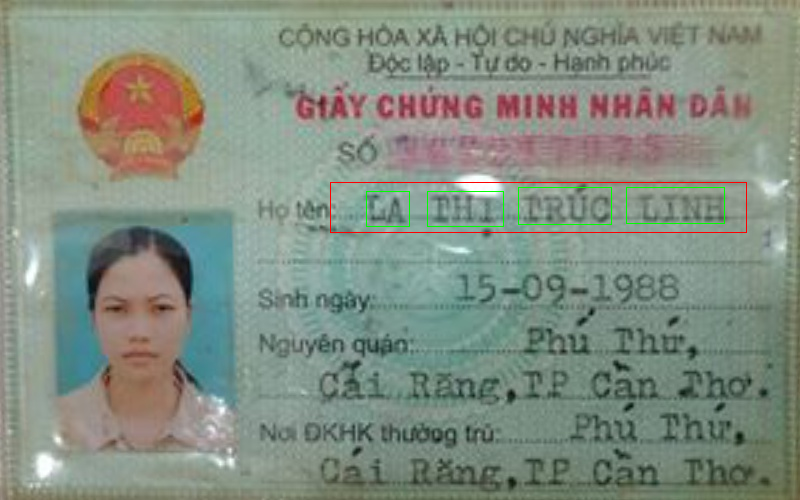 CỘNG HÒA XÃ HỘI CHỦ NGHĨA VIỆT NAM
Độc lập - Tự do - Hạnh phúc
GIẤY CHỨNG MINH NHÂN DÂN
SỐ
Họ tên: LA THỊ TRÚC LINH
Sinh ngày: 15-09-1988
Nguyên quán: Phú Thứ,
Cái Răng, TP Cần Thơ.
Nơi ĐKHK thường trú: Phú Thứ,
Cái Răng, TP Cần Thơ.